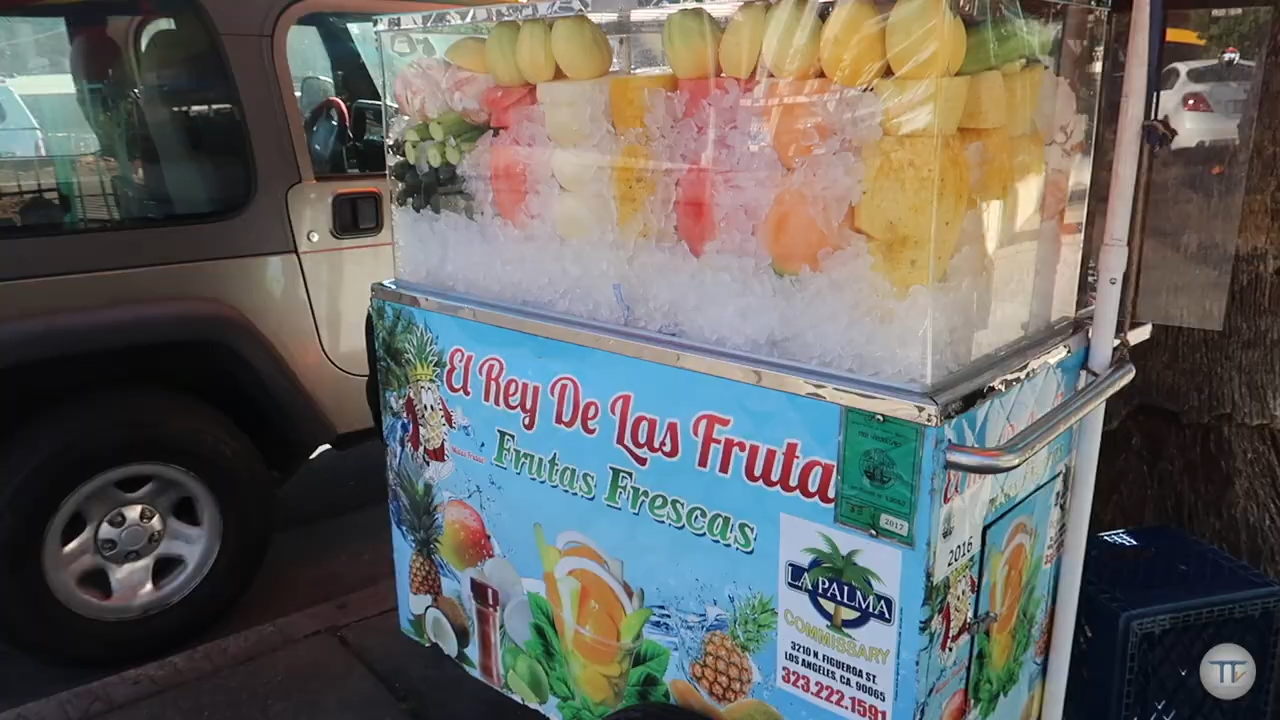 El Rey De Las Fruta
Frutas Frescas
2017
2016
LA PALMA
COMMISSARY
3210 N. FIGUEROA ST.
LOS ANGELES, CA. 90065
323.222.1591